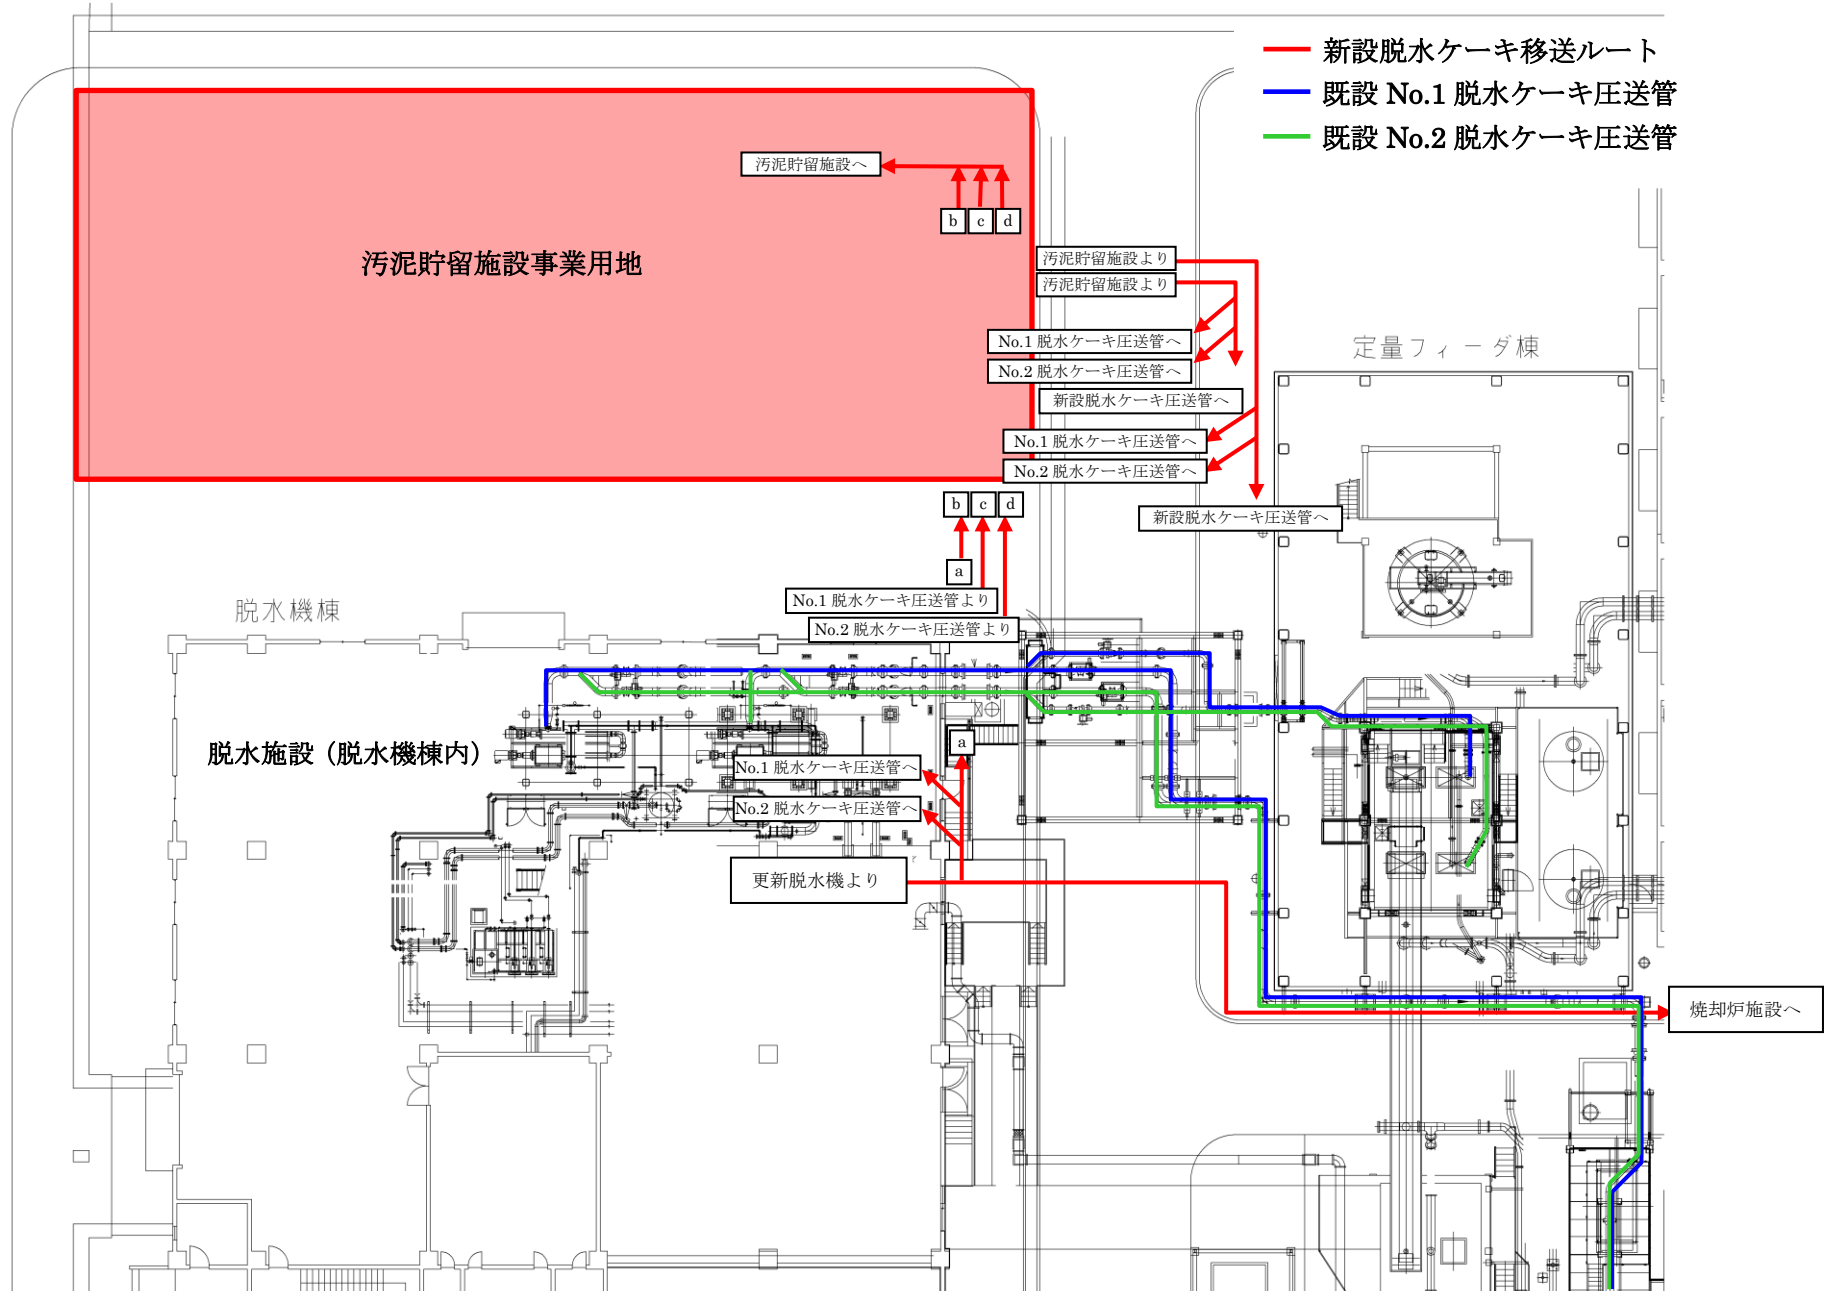 新設脱水ケーキ移送ルート
既設 No.1 脱水ケーキ圧送管
既設 No.2 脱水ケーキ圧送管
汚泥貯留施設へ
b c d
汚泥貯留施設事業用地
汚泥貯留施設より
汚泥貯留施設より
No.1 脱水ケーキ圧送管へ
No.2 脱水ケーキ圧送管へ
新設脱水ケーキ圧送管へ
No.1 脱水ケーキ圧送管へ
No.2 脱水ケーキ圧送管へ
定量フィーダ棟
b c d
新設脱水ケーキ圧送管へ
a
No.1 脱水ケーキ圧送管より
No.2 脱水ケーキ圧送管より
脱水機棟
脱水施設（脱水機棟内）
a
No.1 脱水ケーキ圧送管へ
No.2 脱水ケーキ圧送管へ
更新脱水機より
焼却炉施設へ